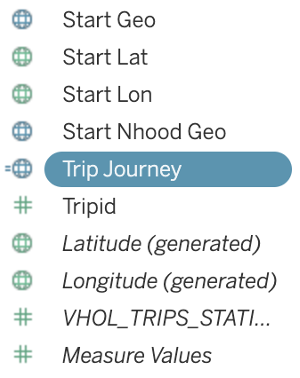 Start Geo
Start Lat
Start Lon
Start Nhood Geo
Trip Journey
Tripid
Latitude (generated)
Longitude (generated)
VHOL_TRIPS_STATI...
Measure Values